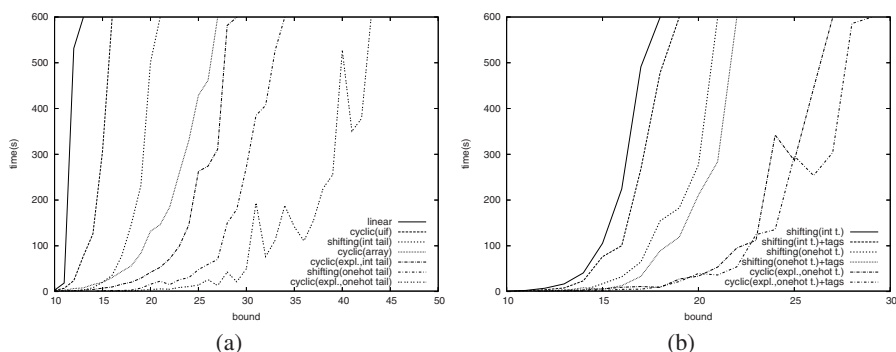 600
500
400
300
200
100
0
time(s)
10 15 20 25 30 35 40 45 50
bound
linear
cyclic(uif)
shifting(int tail)
cyclic(array)
cyclic(expl.,int tail)
shifting(onehot tail)
cyclic(expl.,onehot tail)
(a)
600
500
400
300
200
100
0
time(s)
10 15 20 25 30
bound
shifting(int t.)
shifting(int t.)+tags
shifting(onehot t.)
shifting(onehot t.)+tags
cyclic(expl.,onehot t.)
cyclic(expl.,onehot t.)+tags
(b)